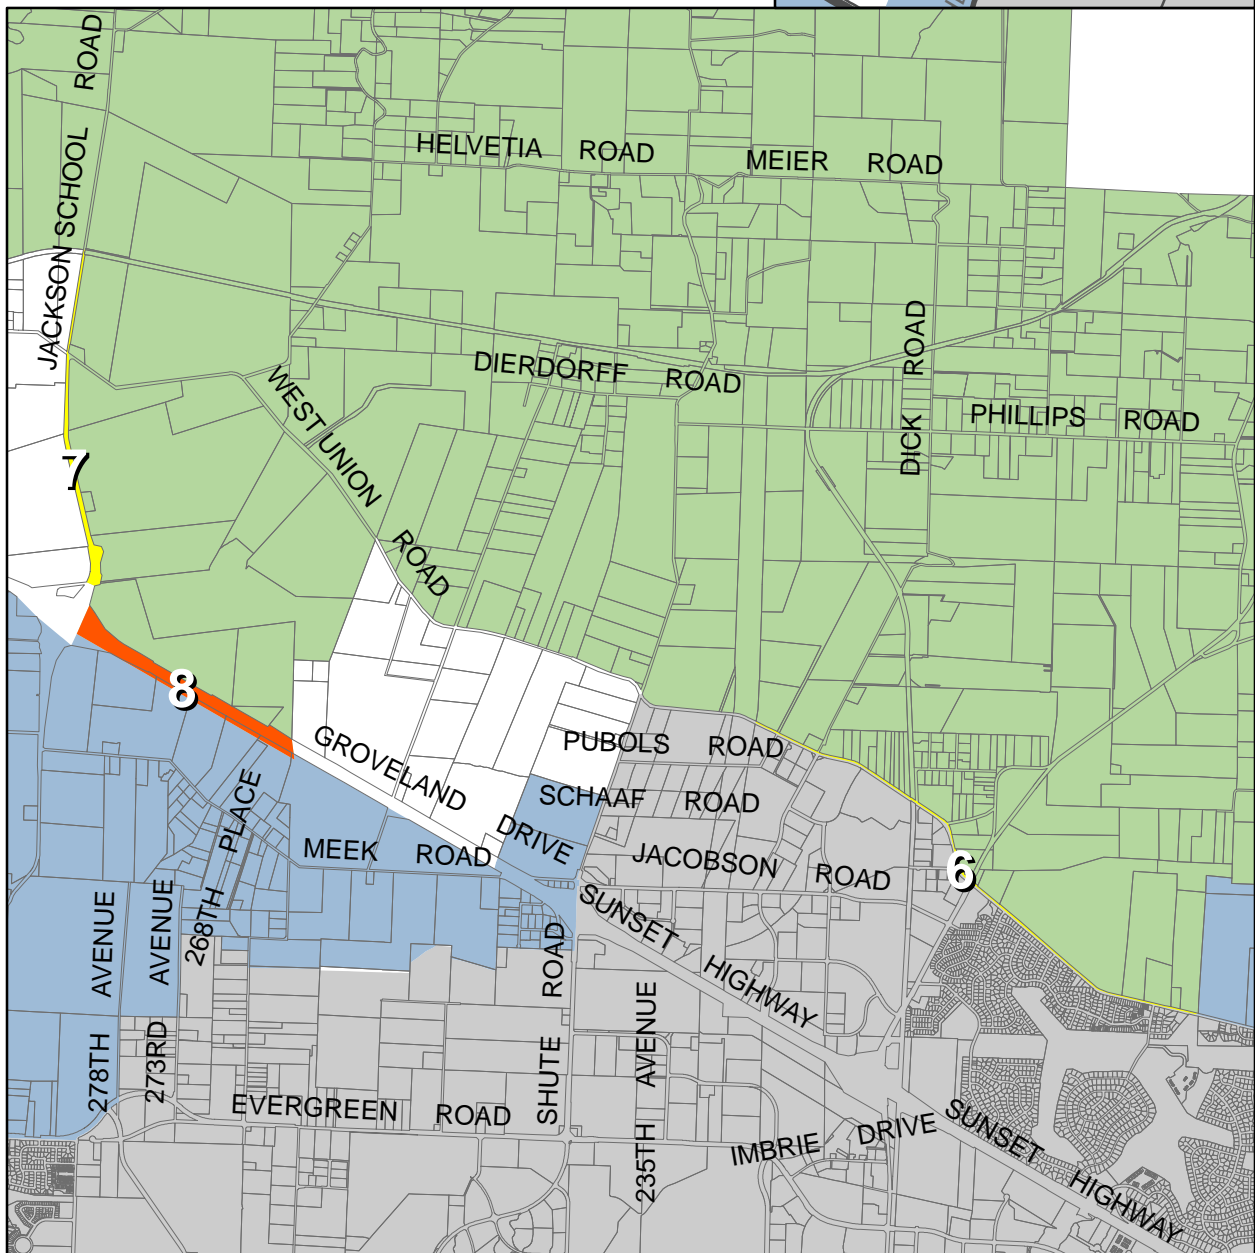 JACKSON SCHOOL ROAD
HELVETIA ROAD
MEIER ROAD
DIERDORFF ROAD
DICK ROAD
PHILLIPS ROAD
WEST UNION ROAD
7
8
GROVELAND DRIVE
PUBOLS ROAD
SCHAAF ROAD
MEEK ROAD
JACOBSON ROAD
6
268TH PLACE
SUNSET HIGHWAY
278TH AVENUE
273RD AVENUE
SHUTE ROAD
235TH AVENUE
EVERGREEN ROAD
IMBRIE DRIVE
SUNSET HIGHWAY